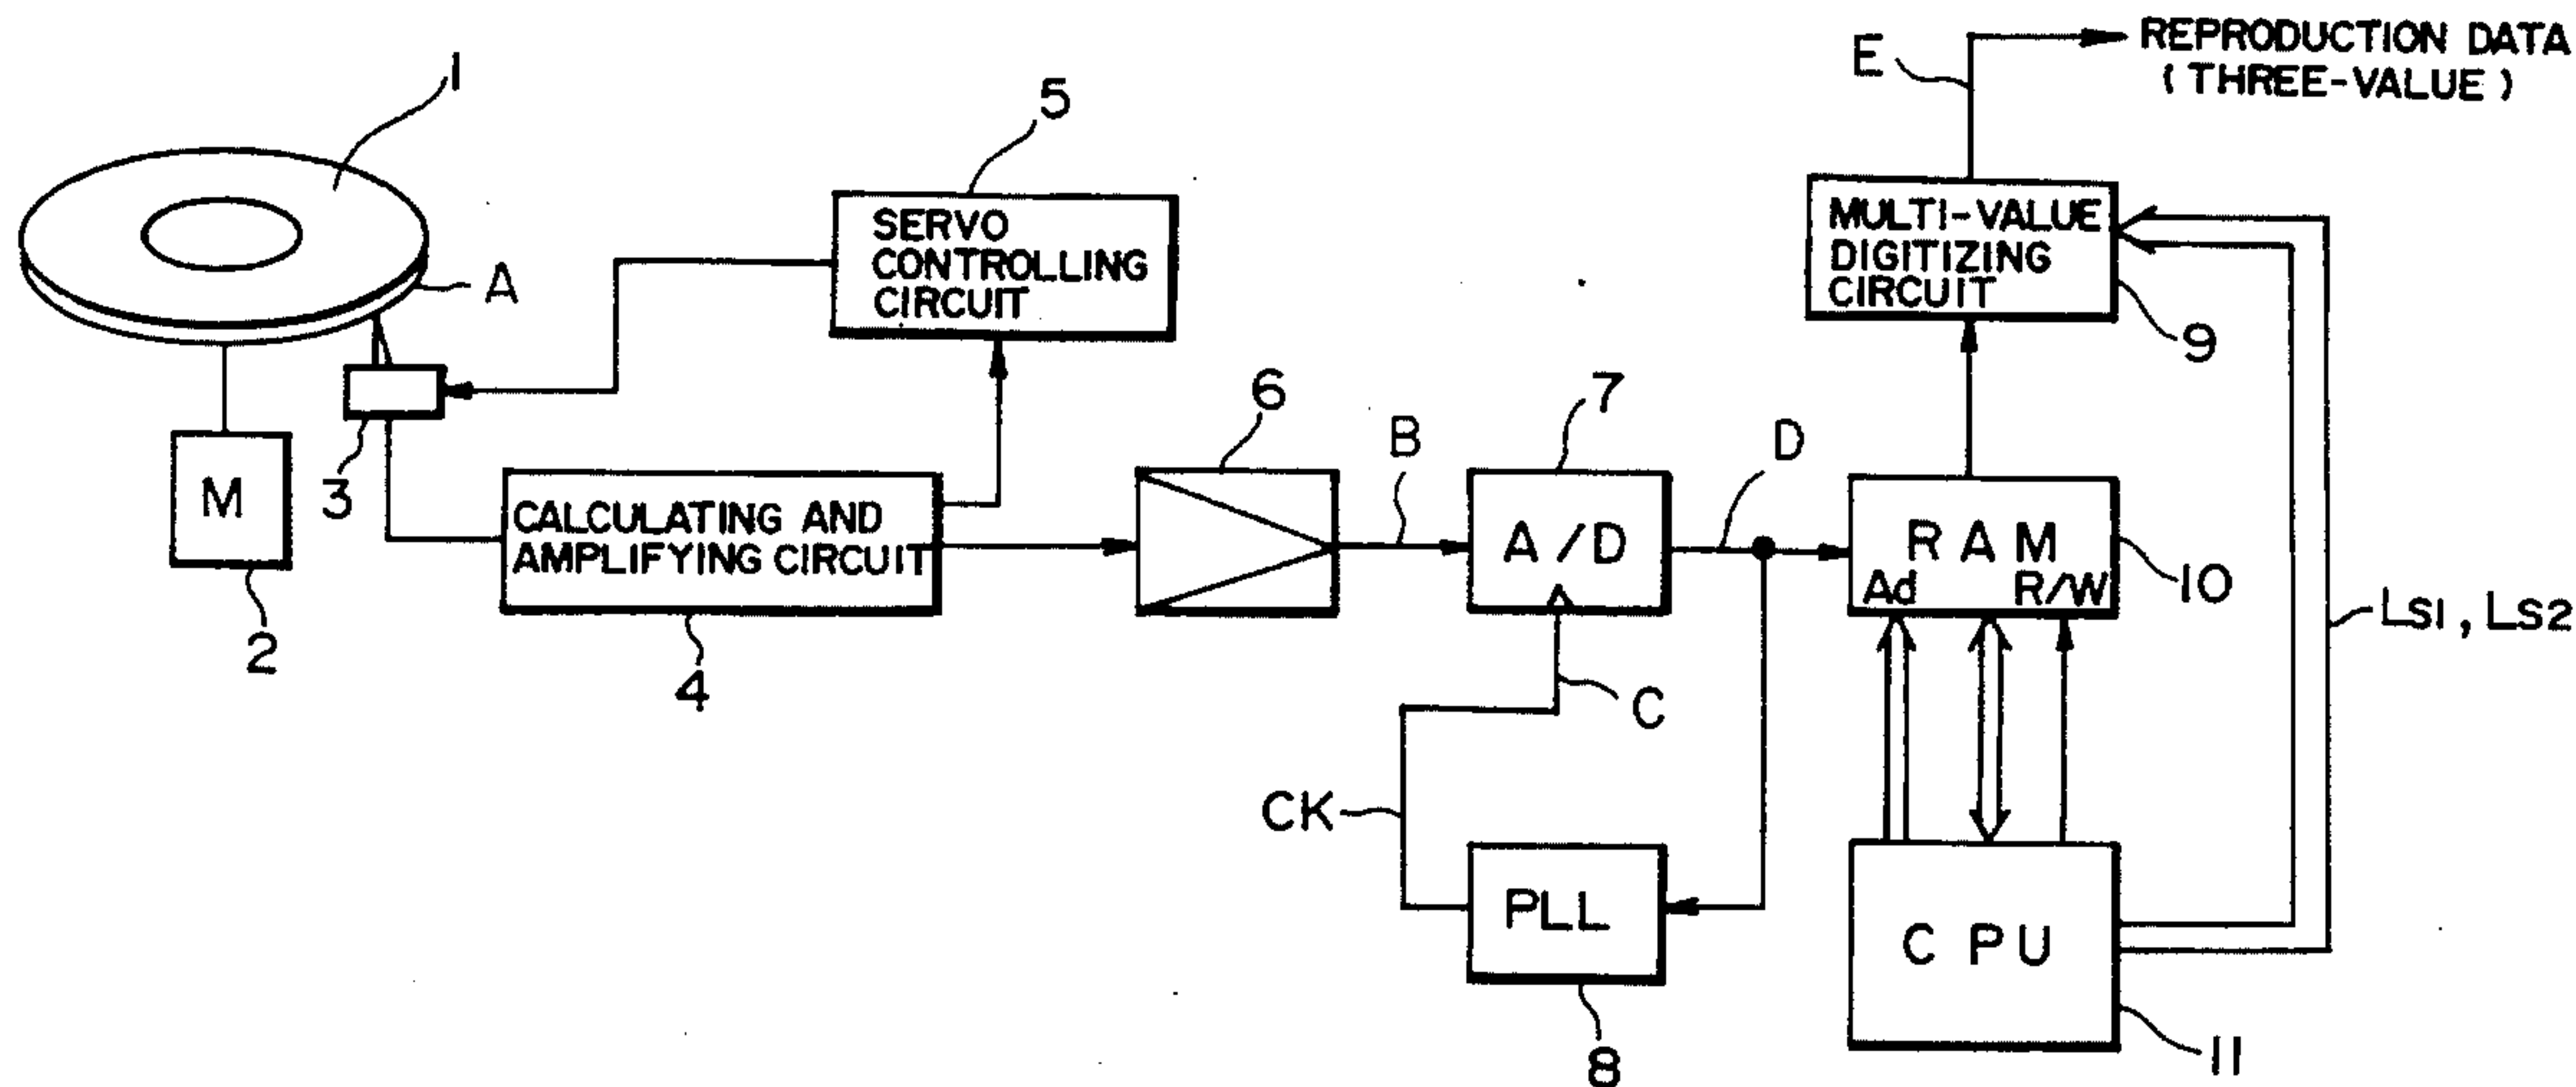 1
A
M
2
3
5
SERVO
CONTROLLING
CIRCUIT
CALCULATING AND
AMPLIFYING CIRCUIT
4
6
B
7
A/D
C
CK
PLL
8
D
RAM
Ad R/W
10
CPU
11
E
REPRODUCTION DATA
(THREE-VALUE)
MULTI-VALUE
DIGITIZING
CIRCUIT
9
LS1, LS2